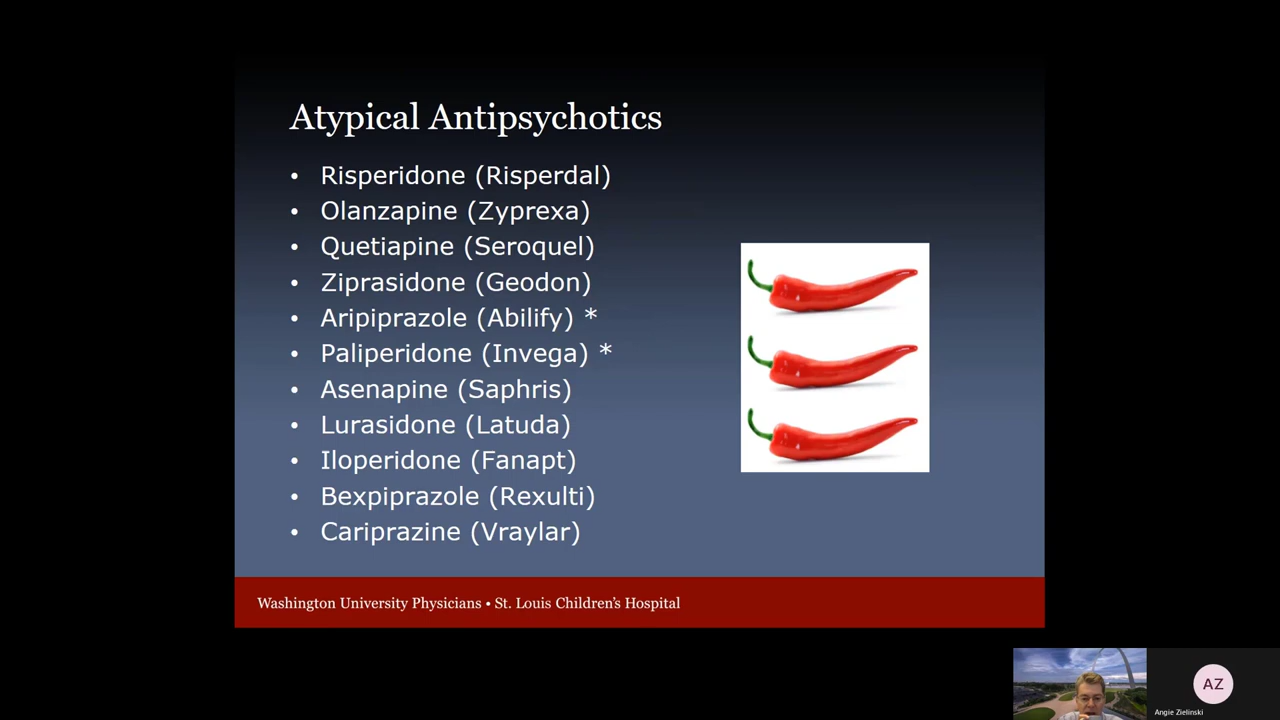 Atypical Antipsychotics
• Risperidone (Risperdal)
• Olanzapine (Zyprexa)
• Quetiapine (Seroquel)
• Ziprasidone (Geodon)
• Aripiprazole (Abilify) *
• Paliperidone (Invega) *
• Asenapine (Saphris)
• Lurasidone (Latuda)
• Iloperidone (Fanapt)
• Bexpiprazole (Rexulti)
• Cariprazine (Vraylar)
Washington University Physicians • St. Louis Children's Hospital
AZ
Angie Zielinski